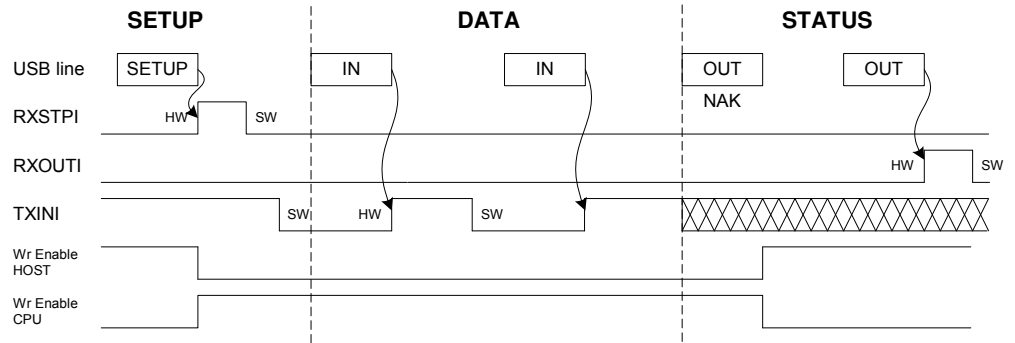 SETUP DATA STATUS
USB line SETUP IN IN OUT OUT
NAK
RXSTPI HW SW
RXOUTI HW SW
TXINI SW HW SW
Wr Enable
HOST
Wr Enable
CPU